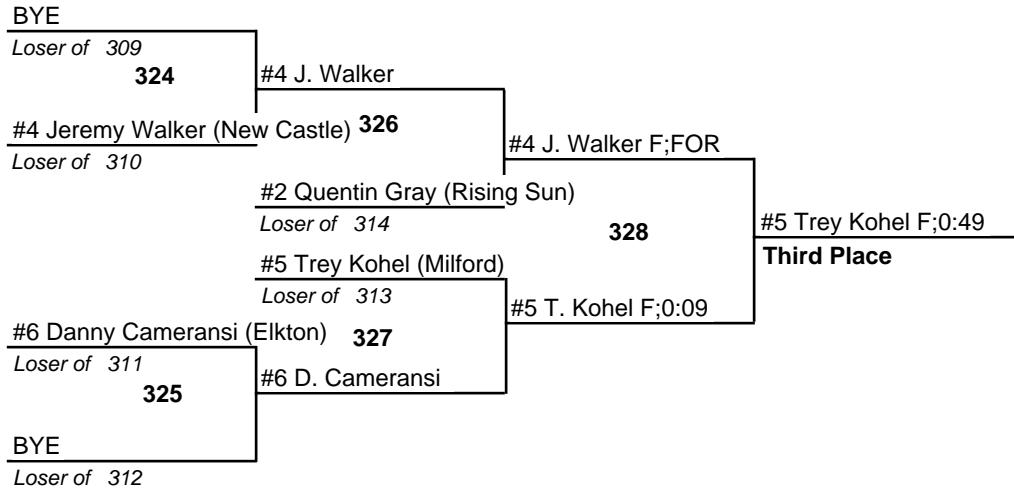 BYE
Loser of 309
324
#4 J. Walker
#4 Jeremy Walker (New Castle)
326
Loser of 310
#4 J. Walker F;FOR
#2 Quentin Gray (Rising Sun)
Loser of 314
328
#5 Trey Kohel F;0:49
Third Place
#5 Trey Kohel (Milford)
Loser of 313
#5 T. Kohel F;0:09
#6 Danny Cameransi (Elkton)
327
Loser of 311
325
#6 D. Cameransi
BYE
Loser of 312